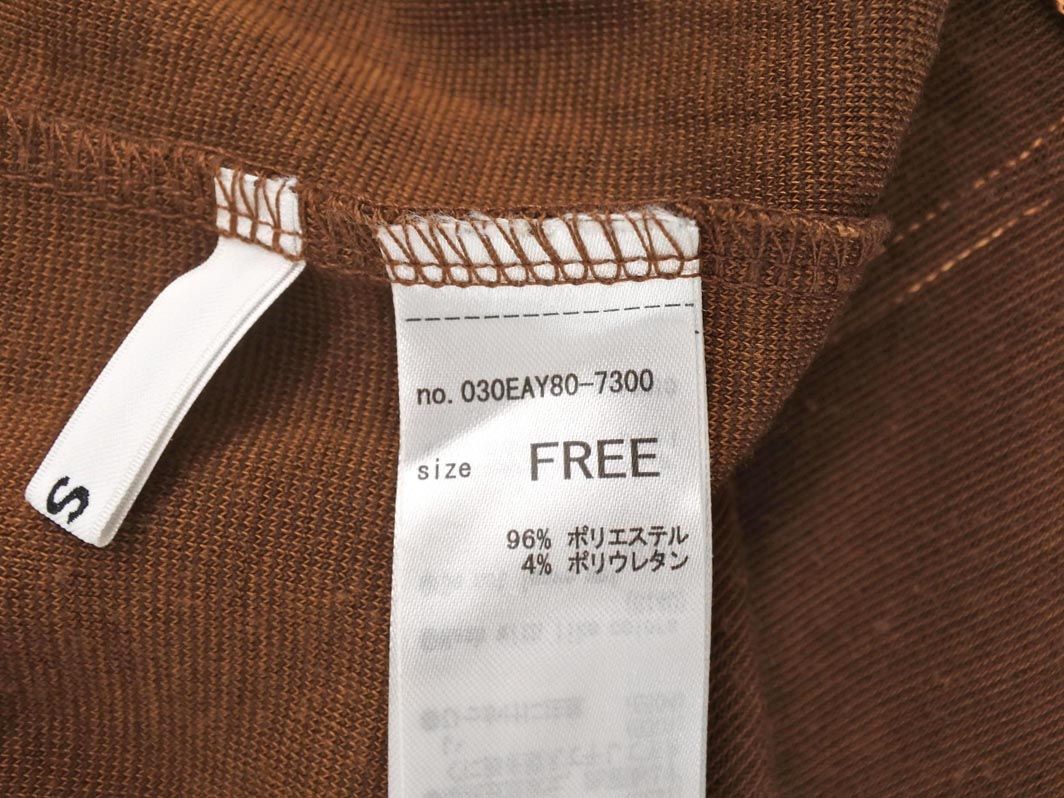 S
no. 030EAY80-7300
size FREE
96% ポリエステル
4% ポリウレタン